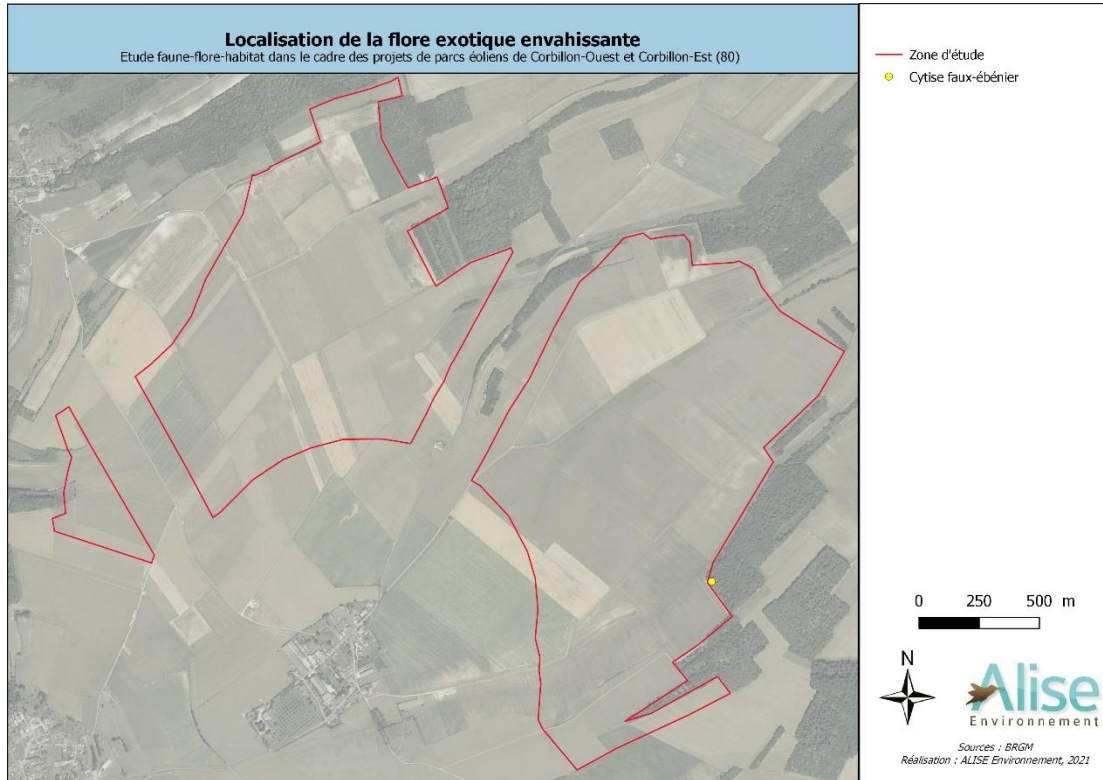 Localisation de la flore exotique envahissante
Etude faune-flore-habitat dans le cadre des projets de parcs éoliens de Corbillon-Ouest et Corbillon-Est (80)
Zone d'étude
Cytise faux-ébénier
0 250 500 m
N
Alise
Environnement
Sources : BRGM
Réalisation : ALISE Environnement, 2021